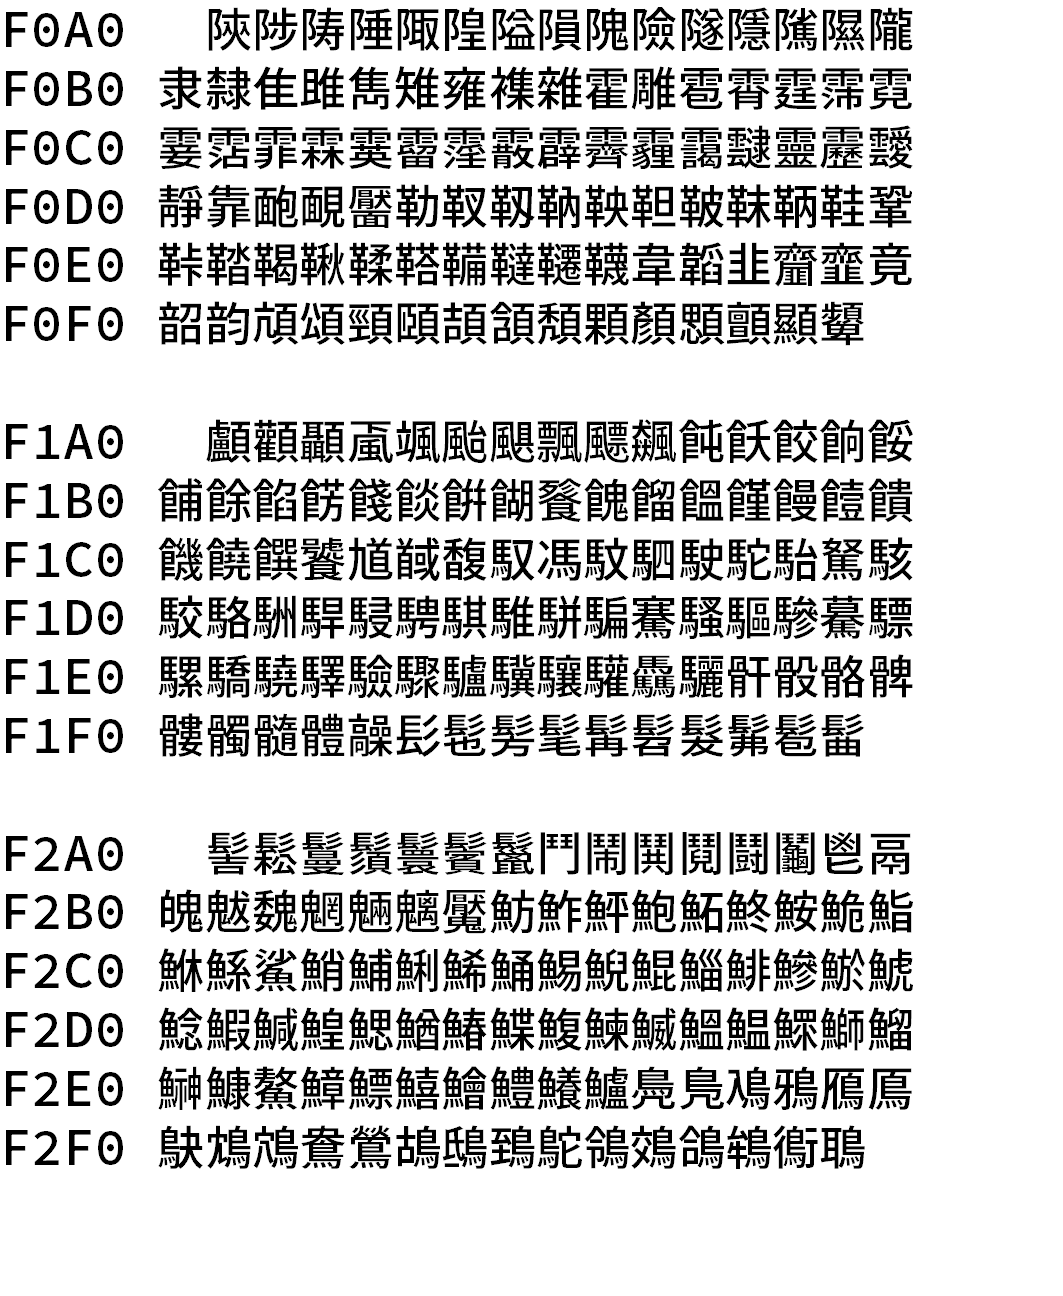 F0A0 陝陟陦陲陬隍隘隕隗險隧隱隲隰隴
F0B0 隶隸隹雎雋雉雍襍雜霍雕雹霄霆霈霓
F0C0 霎霑霏霖霙霤霪霰霹霽霾靄靆靈靂靉
F0D0 靜靠靤靦靨勒靫靱靹鞅靼鞁靺鞆鞋鞏
F0E0 鞐鞜鞨鞦鞣鞳鞴韃韆韈韋韜韭齏韲竟
F0F0 韶韵頏頌頸頤頡頷頽顆顏顋顫顯顰
F1A0 顱顴顳颪颯颱颶飄飃飆飩飫餃餉餒
F1B0 餔餘餡餝餞餤餠餬餮餽餾饂饉饅饐饋
F1C0 饑饒饌饕馗馘馥馭馮馼駟駛駝駘駑駭
F1D0 駮駱駲駻駸騁騏騅駢騙騫騷驅驂驀驃
F1E0 騾驕驍驛驗驟驢驥驤驩驫驪骭骰骼髀
F1F0 髏髑髓體髞髟髢髣髦髯髫髮髴髱髷
F2A0 髻鬆鬘鬚鬟鬢鬣鬥鬧鬨鬩鬪鬮鬯鬲
F2B0 魄魃魏魍魎魑魘魴鮓鮃鮑鮖鮗鮟鮠鮨
F2C0 鮴鯀鯊鮹鯆鯏鯑鯒鯣鯢鯤鯔鯡鰺鯲鯱
F2D0 鯰鰕鰔鰉鰓鰌鰆鰈鰒鰊鰄鰮鰛鰥鰤鰡
F2E0 鰰鱇鰲鱆鰾鱚鱠鱧鱶鱸鳧鳬鳰鴉鴈鳫
F2F0 鴃鴆鴪鴦鶯鴣鴟鵄鴕鴒鵁鴿鴾鵆鵈